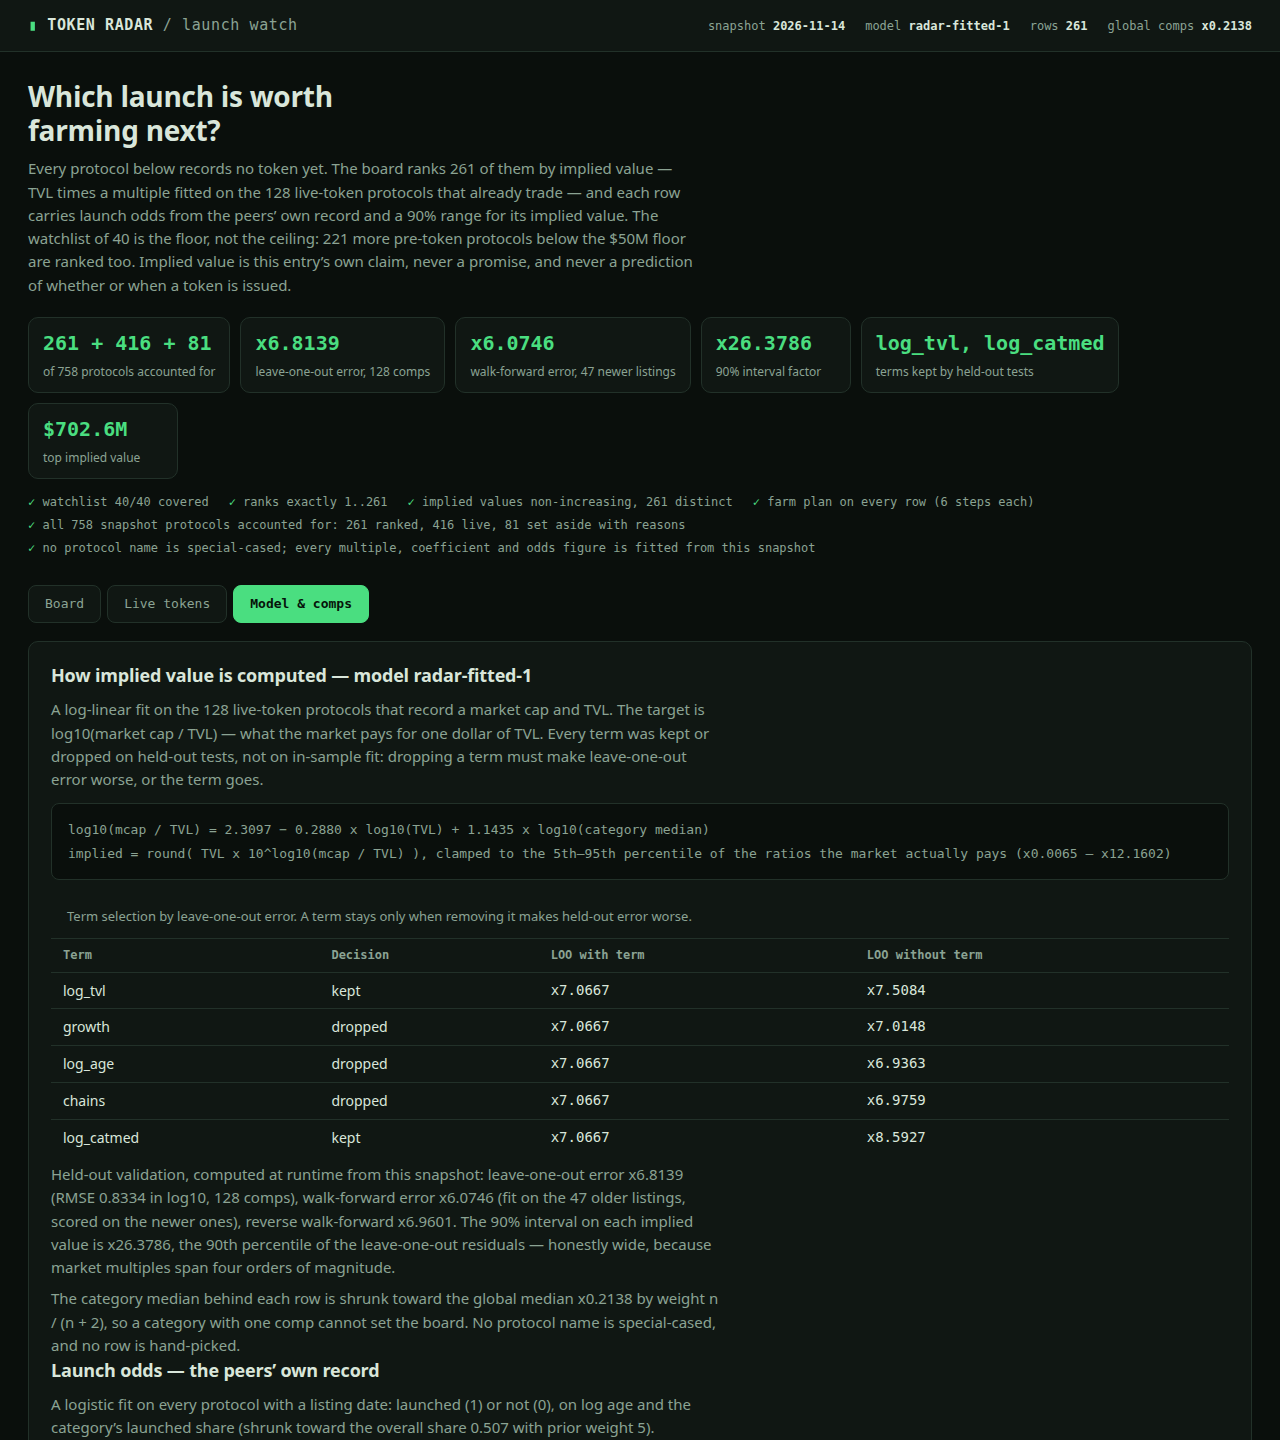 TOKEN RADAR / launch watch
snapshot 2026-11-14 model radar-fitted-1 rows 261 global comps x0.2138
Which launch is worth
farming next?
Every protocol below records no token yet. The board ranks 261 of them by implied value —
TVL times a multiple fitted on the 128 live-token protocols that already trade — and each row
carries launch odds from the peers’ own record and a 90% range for its implied value. The
watchlist of 40 is the floor, not the ceiling: 221 more pre-token protocols below the $50M floor
are ranked too. Implied value is this entry’s own claim, never a promise, and never a prediction
of whether or when a token is issued.
261 + 416 + 81
of 758 protocols accounted for
x6.8139
leave-one-out error, 128 comps
x6.0746
walk-forward error, 47 newer listings
x26.3786
90% interval factor
log_tvl, log_catmed
terms kept by held-out tests
$702.6M
top implied value
✓ watchlist 40/40 covered ✓ ranks exactly 1..261 ✓ implied values non-increasing, 261 distinct ✓ farm plan on every row (6 steps each)
✓ all 758 snapshot protocols accounted for: 261 ranked, 416 live, 81 set aside with reasons
✓ no protocol name is special-cased; every multiple, coefficient and odds figure is fitted from this snapshot
Board Live tokens Model & comps
How implied value is computed — model radar-fitted-1
A log-linear fit on the 128 live-token protocols that record a market cap and TVL. The target is
log10(market cap / TVL) — what the market pays for one dollar of TVL. Every term was kept or
dropped on held-out tests, not on in-sample fit: dropping a term must make leave-one-out
error worse, or the term goes.
log10(mcap / TVL) = 2.3097 − 0.2880 x log10(TVL) + 1.1435 x log10(category median)
implied = round( TVL x 10^log10(mcap / TVL) ), clamped to the 5th–95th percentile of the ratios the market actually pays (x0.0065 – x12.1602)
Term selection by leave-one-out error. A term stays only when removing it makes held-out error worse.
Term Decision LOO with term LOO without term
log_tvl kept x7.0667 x7.5084
growth dropped x7.0667 x7.0148
log_age dropped x7.0667 x6.9363
chains dropped x7.0667 x6.9759
log_catmed kept x7.0667 x8.5927
Held-out validation, computed at runtime from this snapshot: leave-one-out error x6.8139
(RMSE 0.8334 in log10, 128 comps), walk-forward error x6.0746 (fit on the 47 older listings,
scored on the newer ones), reverse walk-forward x6.9601. The 90% interval on each implied
value is x26.3786, the 90th percentile of the leave-one-out residuals — honestly wide, because
market multiples span four orders of magnitude.
The category median behind each row is shrunk toward the global median x0.2138 by weight n
/ (n + 2), so a category with one comp cannot set the board. No protocol name is special-cased,
and no row is hand-picked.
Launch odds — the peers’ own record
A logistic fit on every protocol with a listing date: launched (1) or not (0), on log age and the
category’s launched share (shrunk toward the overall share 0.507 with prior weight 5).